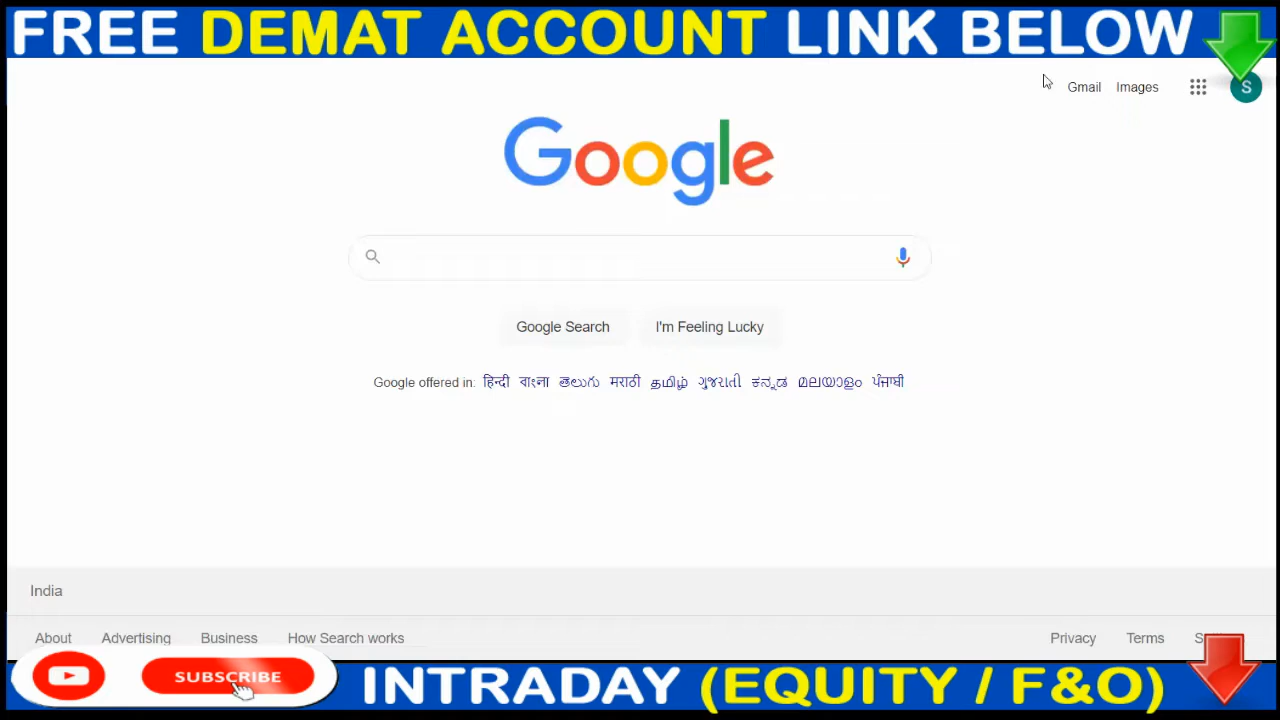 FREE DEMAT ACCOUNT LINK BELOW
Gmail Images S
Google
Google Search I'm Feeling Lucky
Google offered in: हिन्दी বাংলা తెలుగు मराठी தமிழ் ગુજરાતી ಕನ್ನಡ മലയാളം ਪੰਜਾਬੀ
India
About Advertising Business How Search works Privacy Terms
SUBSCRIBE
INTRADAY (EQUITY / F&O)